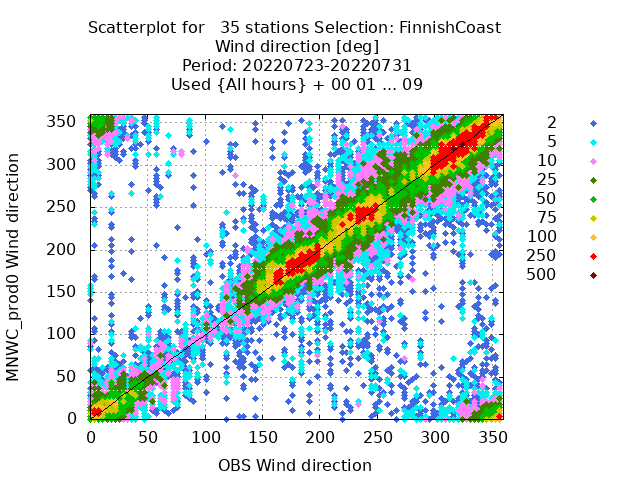 Scatterplot for   35 stations Selection: FinnishCoast
Wind direction [deg]
Period: 20220723-20220731
Used {All hours} + 00 01 ... 09
MNWC_prod0 Wind direction
350
300
250
200
150
100
50
0
0 50 100 150 200 250 300 350
OBS Wind direction
2
5
10
25
50
75
100
250
500